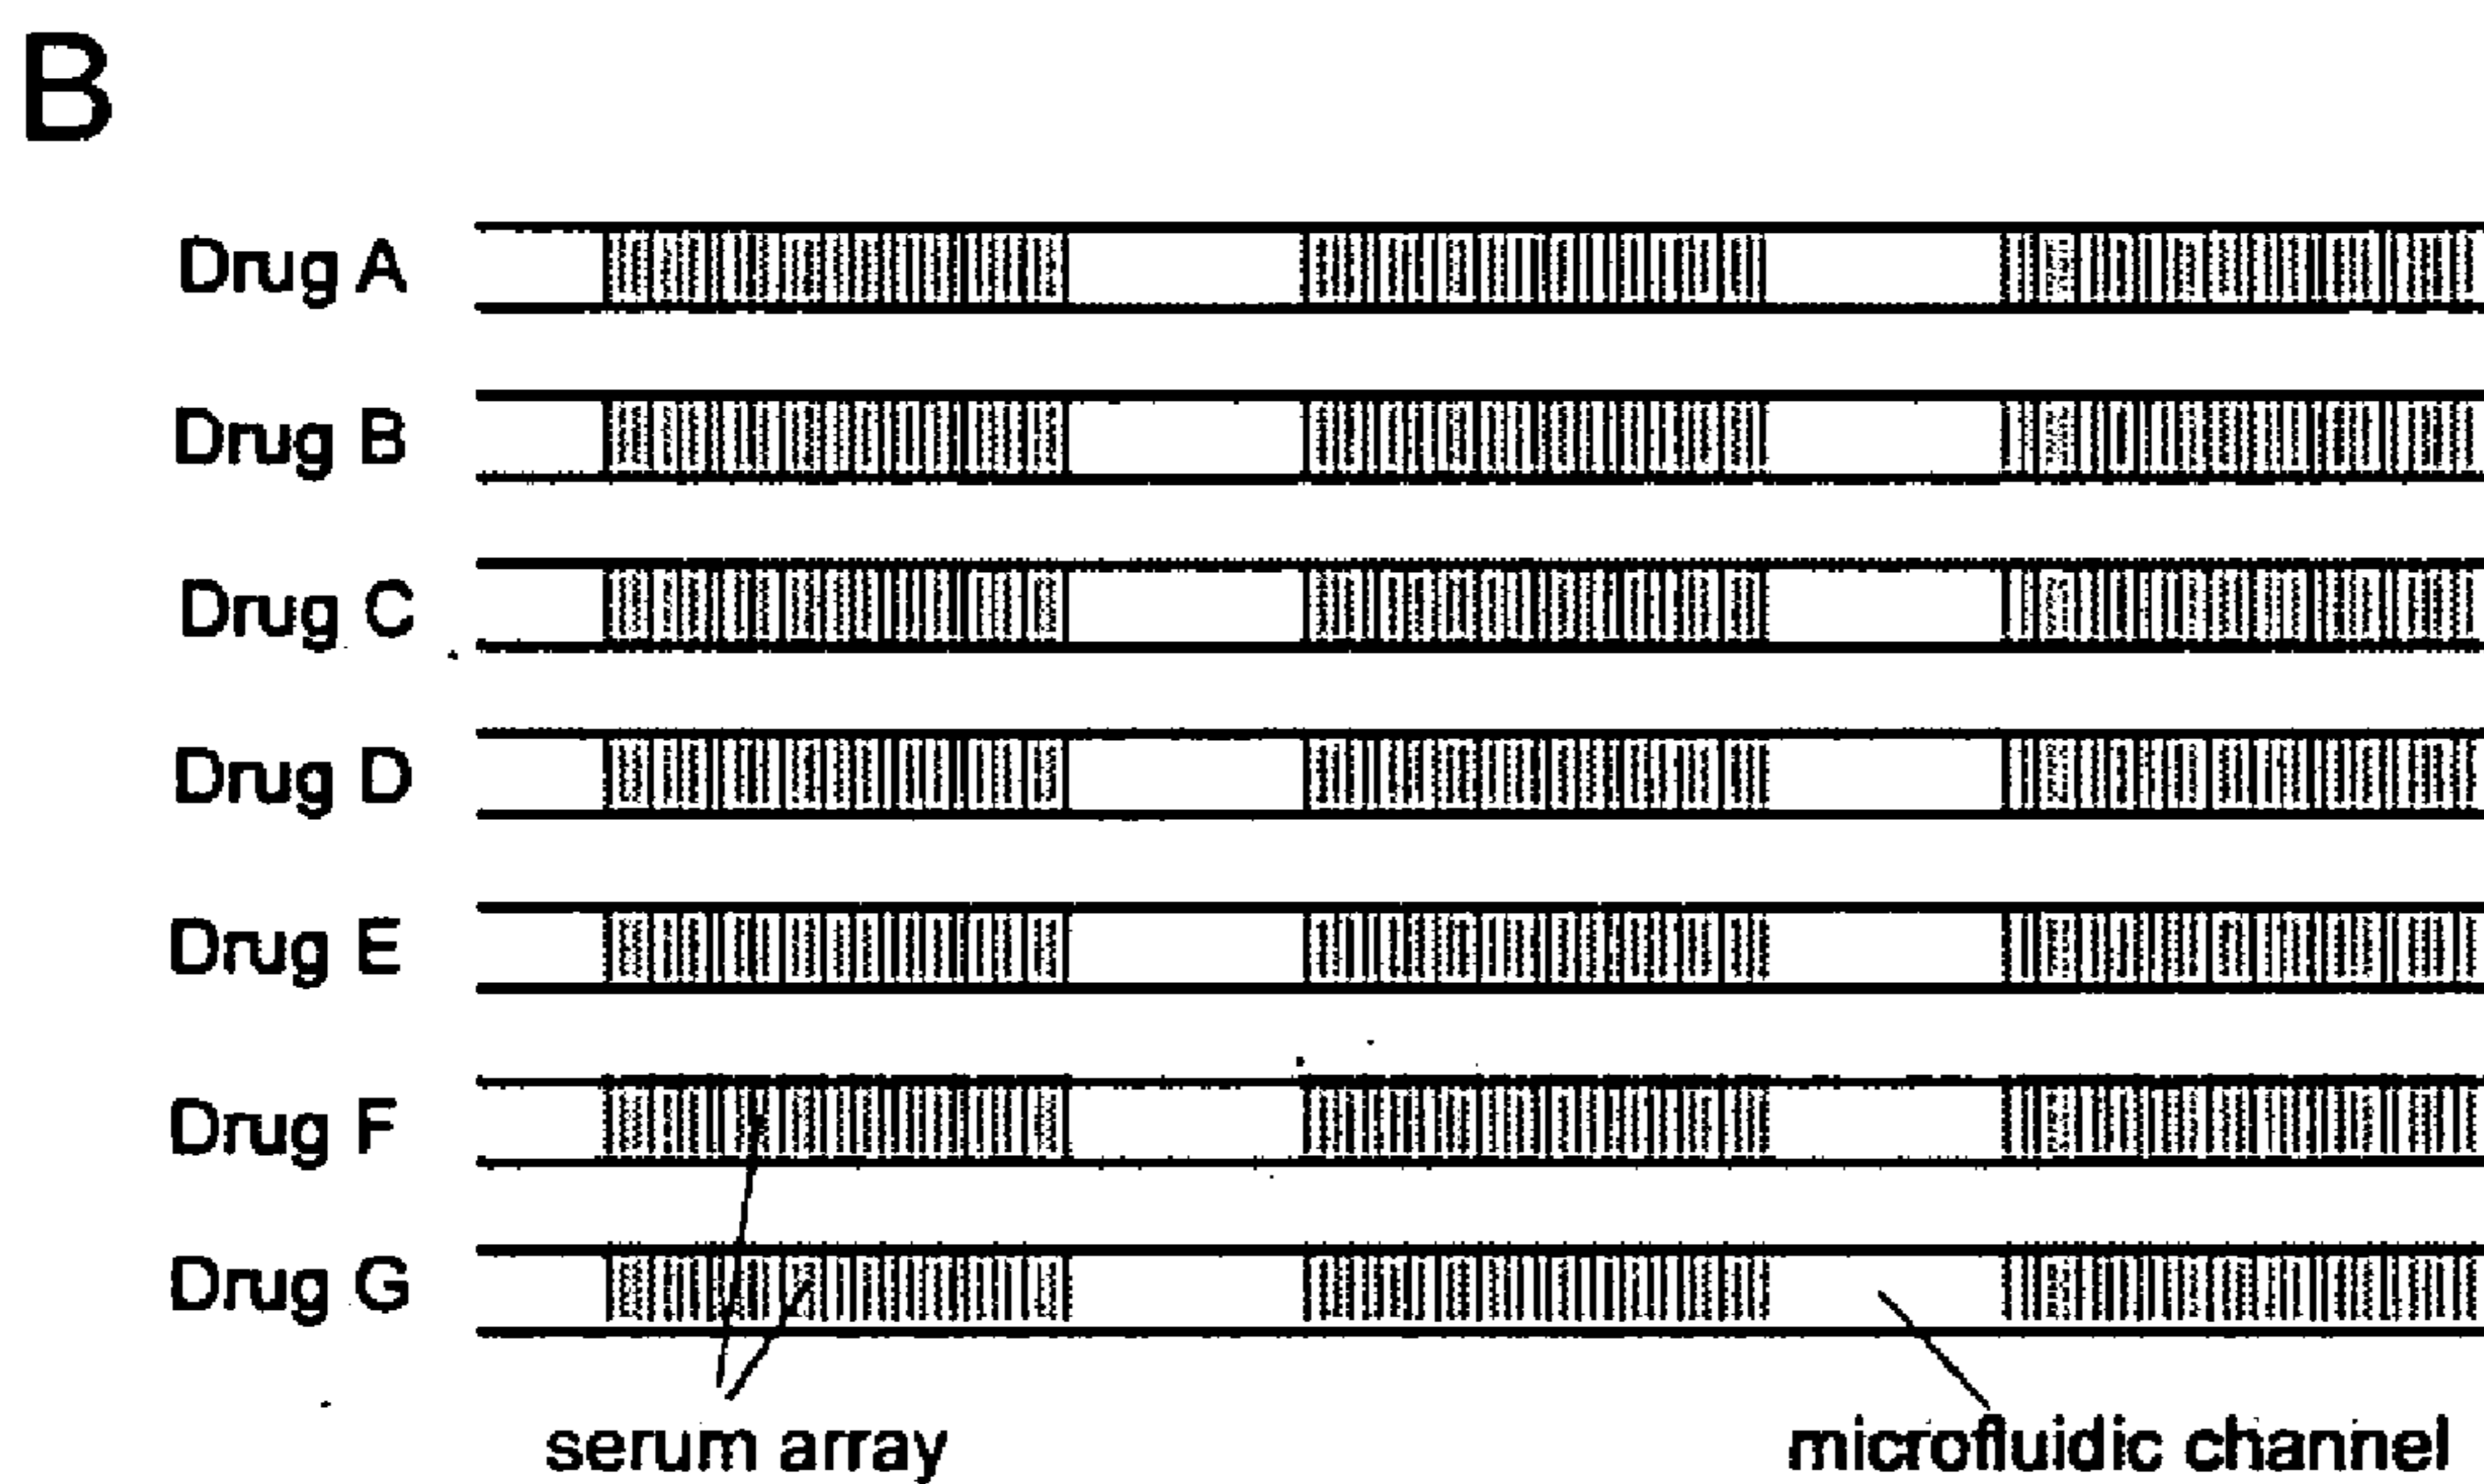 B
Drug A
Drug B
Drug C
Drug D
Drug E
Drug F
Drug G
serum array
microfluidic channel